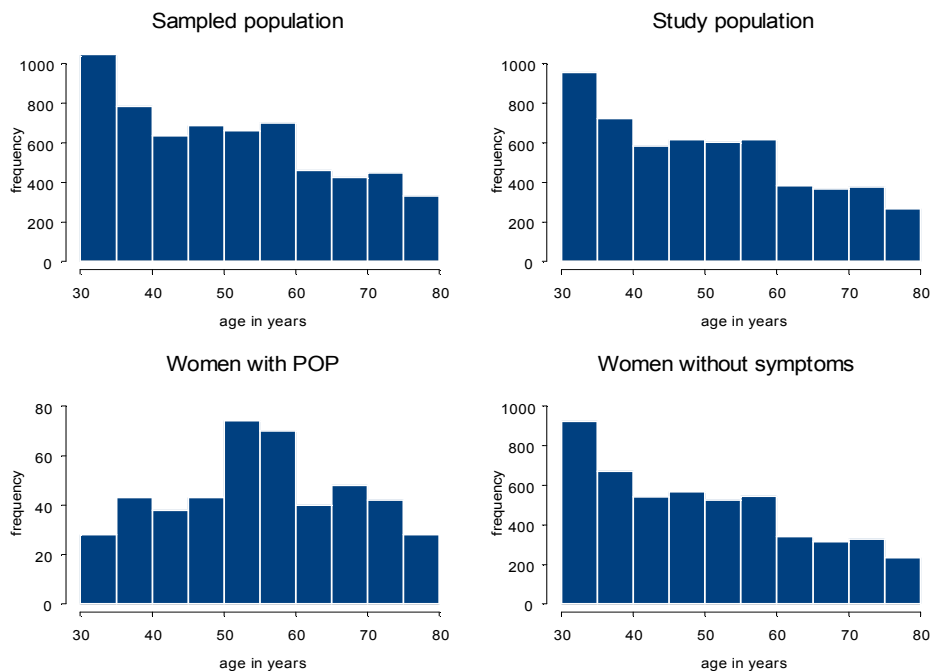 Sampled population
frequency
1000
800
600
400
200
0
30 40 50 60 70 80
age in years
Study population
frequency
1000
800
600
400
200
0
30 40 50 60 70 80
age in years
Women with POP
frequency
80
60
40
20
0
30 40 50 60 70 80
age in years
Women without symptoms
frequency
1000
800
600
400
200
0
30 40 50 60 70 80
age in years